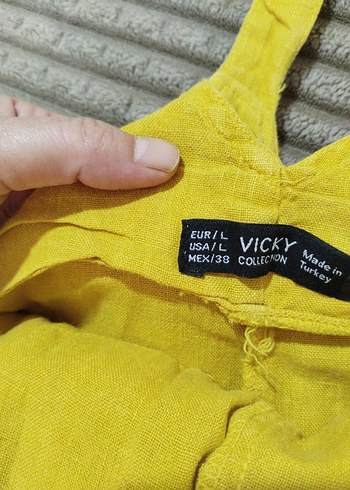 EUR/L
USA/L
MEX/38
VICKY
COLLECTION
Made in
Turkey